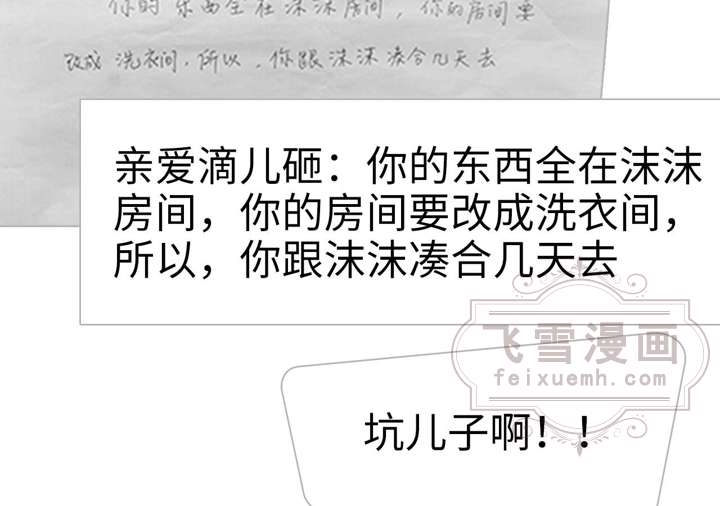 你的东西全在沫沫房间，你的房间要
改成洗衣间，所以，你跟沫沫凑合几天去
亲爱滴儿砸：你的东西全在沫沫
房间，你的房间要改成洗衣间，
所以，你跟沫沫凑合几天去
飞雪漫画
feixuemh.com
坑儿子啊！！